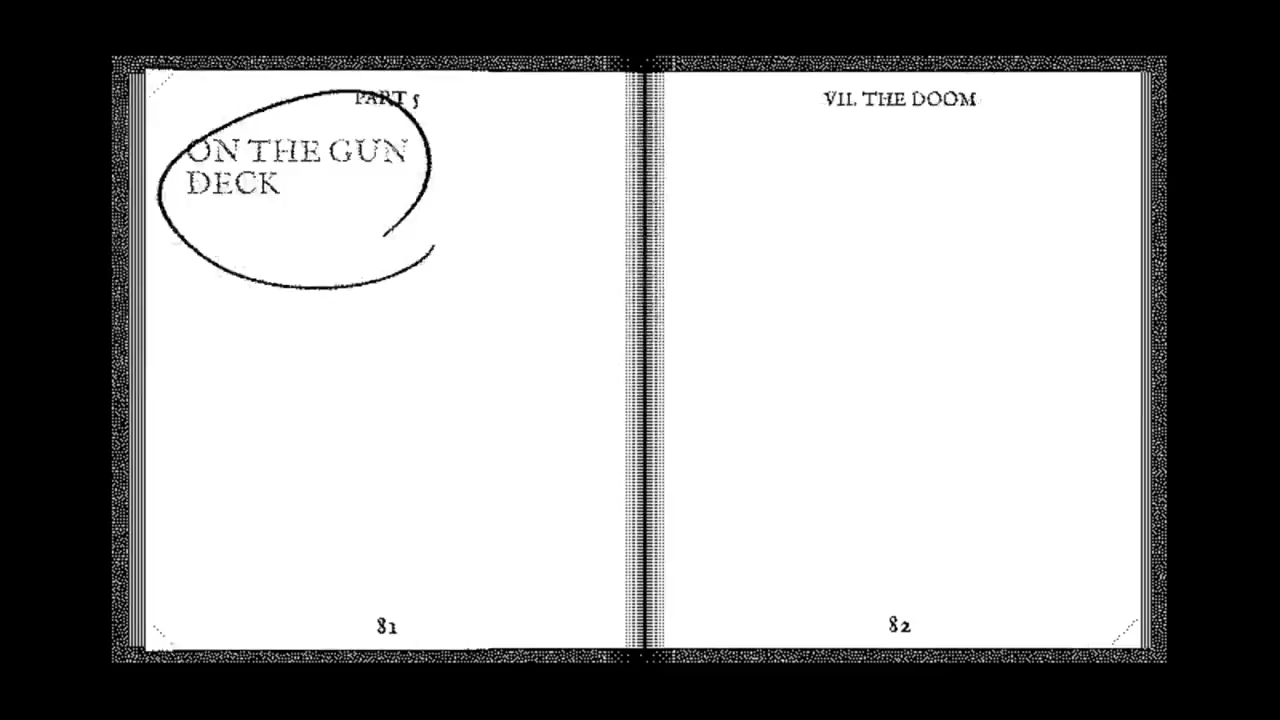 PART 5
ON THE GUN
DECK
81
VII. THE DOOM
82